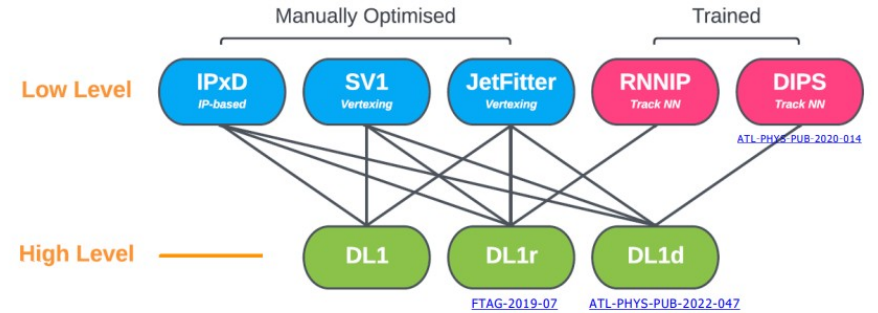 Manually Optimised Trained
Low Level IPxD SV1 JetFitter RNNIP DIPS
IP-based Vertexing Vertexing Track NN Track NN
ATL-PHYS-PUB-2020-014
High Level DL1 DL1r DL1d
FTAG-2019-07 ATL-PHYS-PUB-2022-047